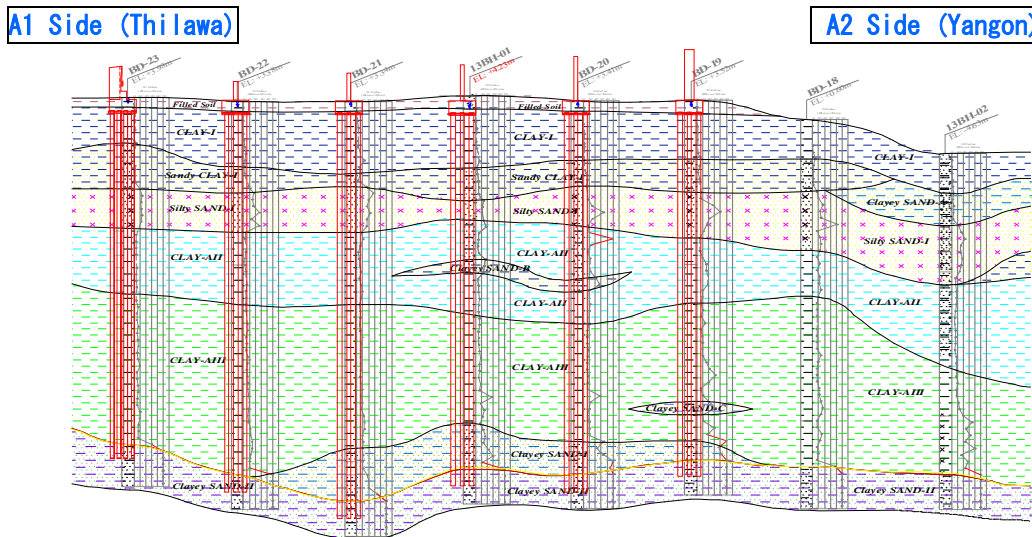 A1 Side (Thilawa)
A2 Side (Yangon)
BD-23
BD-22
BD-21
13BH-01
EL: +4.23m
BD-20
BD-19
BD-18
13BH-02
Filled Soil
Filled Soil
CLAY-I
CLAY-I
CLAY-I
Sandy CLAY-I
Sandy CLAY-I
Clayey SAND-A
Silty SAND-I
Silty SAND-I
Silty SAND-I
CLAY-AII
CLAY-AII
Clayey SAND-B
CLAY-AII
CLAY-AII
CLAY-AIII
CLAY-AIII
CLAY-AIII
Clayey SAND-C
Clayey SAND-I
Clayey SAND-II
Clayey SAND-II
Clayey SAND-II